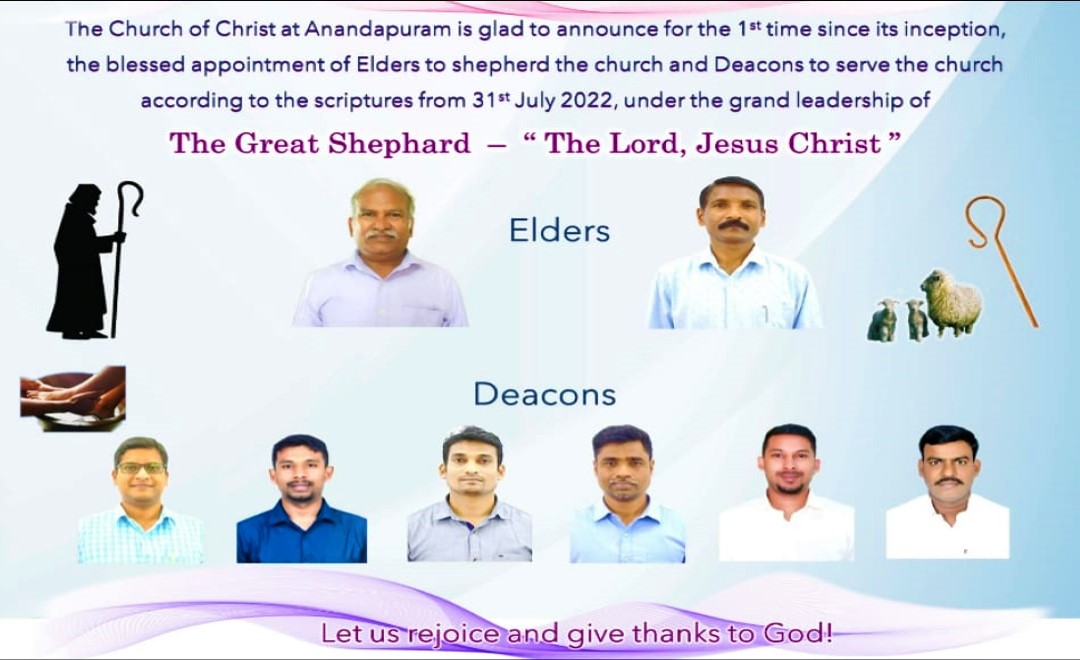 The Church of Christ at Anandapuram is glad to announce for the 1st time since its inception,
the blessed appointment of Elders to shepherd the church and Deacons to serve the church
according to the scriptures from 31st July 2022, under the grand leadership of
The Great Shephard – “ The Lord, Jesus Christ ”
Elders
Deacons
Let us rejoice and give thanks to God!